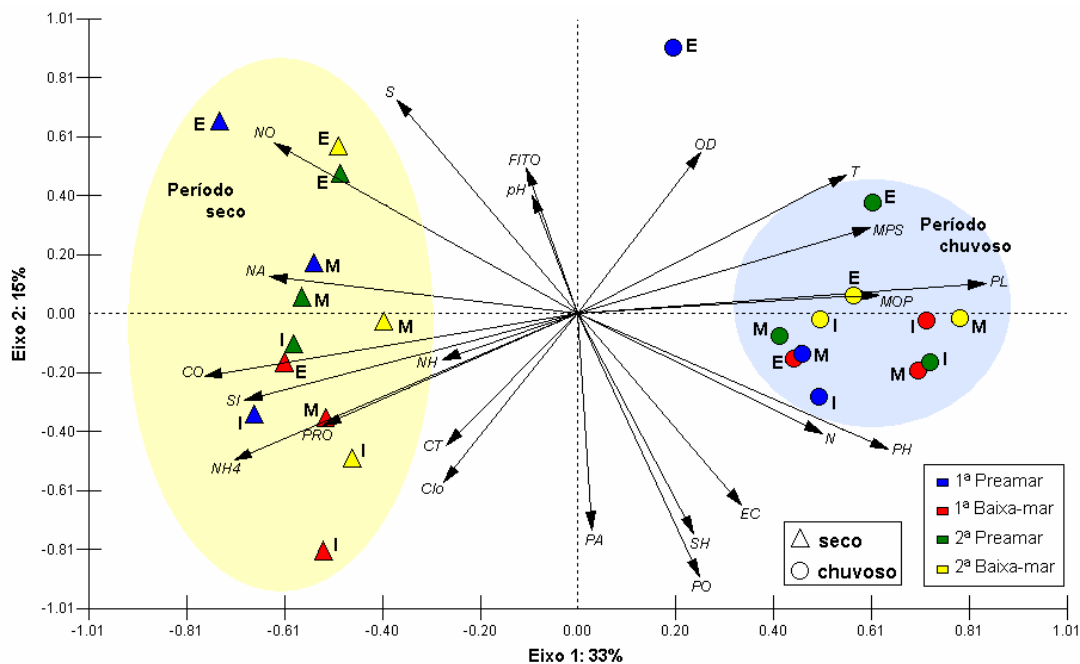 1.01
0.81
0.61
0.40
0.20
0.00
-0.20
-0.40
-0.61
-0.81
-1.01
Eixo 2: 15%
E
E
S
NO
E
E
FITO
pH
OD
T
Período
seco
E
MPS
Período
chuvoso
M
NA
M
PL
MOP
E
M
I
M
M
I
E
NH
E
M
M
I
CO
SI
I
I
M
PRO
N
PH
NH4
CT
I
Clo
I
PA
EC
SH
PO
seco
chuvoso
1ª Preamar
1ª Baixa-mar
2ª Preamar
2ª Baixa-mar
-1.01 -0.81 -0.61 -0.40 -0.20 0.00 0.20 0.40 0.61 0.81 1.01
Eixo 1: 33%